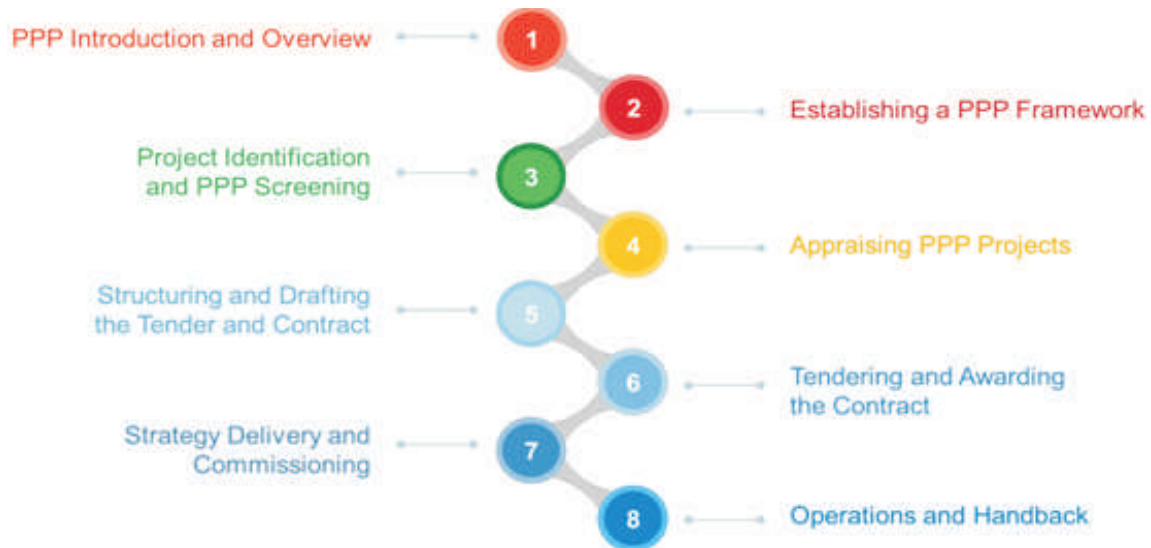 PPP Introduction and Overview
1
2
Establishing a PPP Framework
Project Identification
and PPP Screening
3
4
Appraising PPP Projects
Structuring and Drafting
the Tender and Contract
5
6
Tendering and Awarding
the Contract
Strategy Delivery and
Commissioning
7
8
Operations and Handback